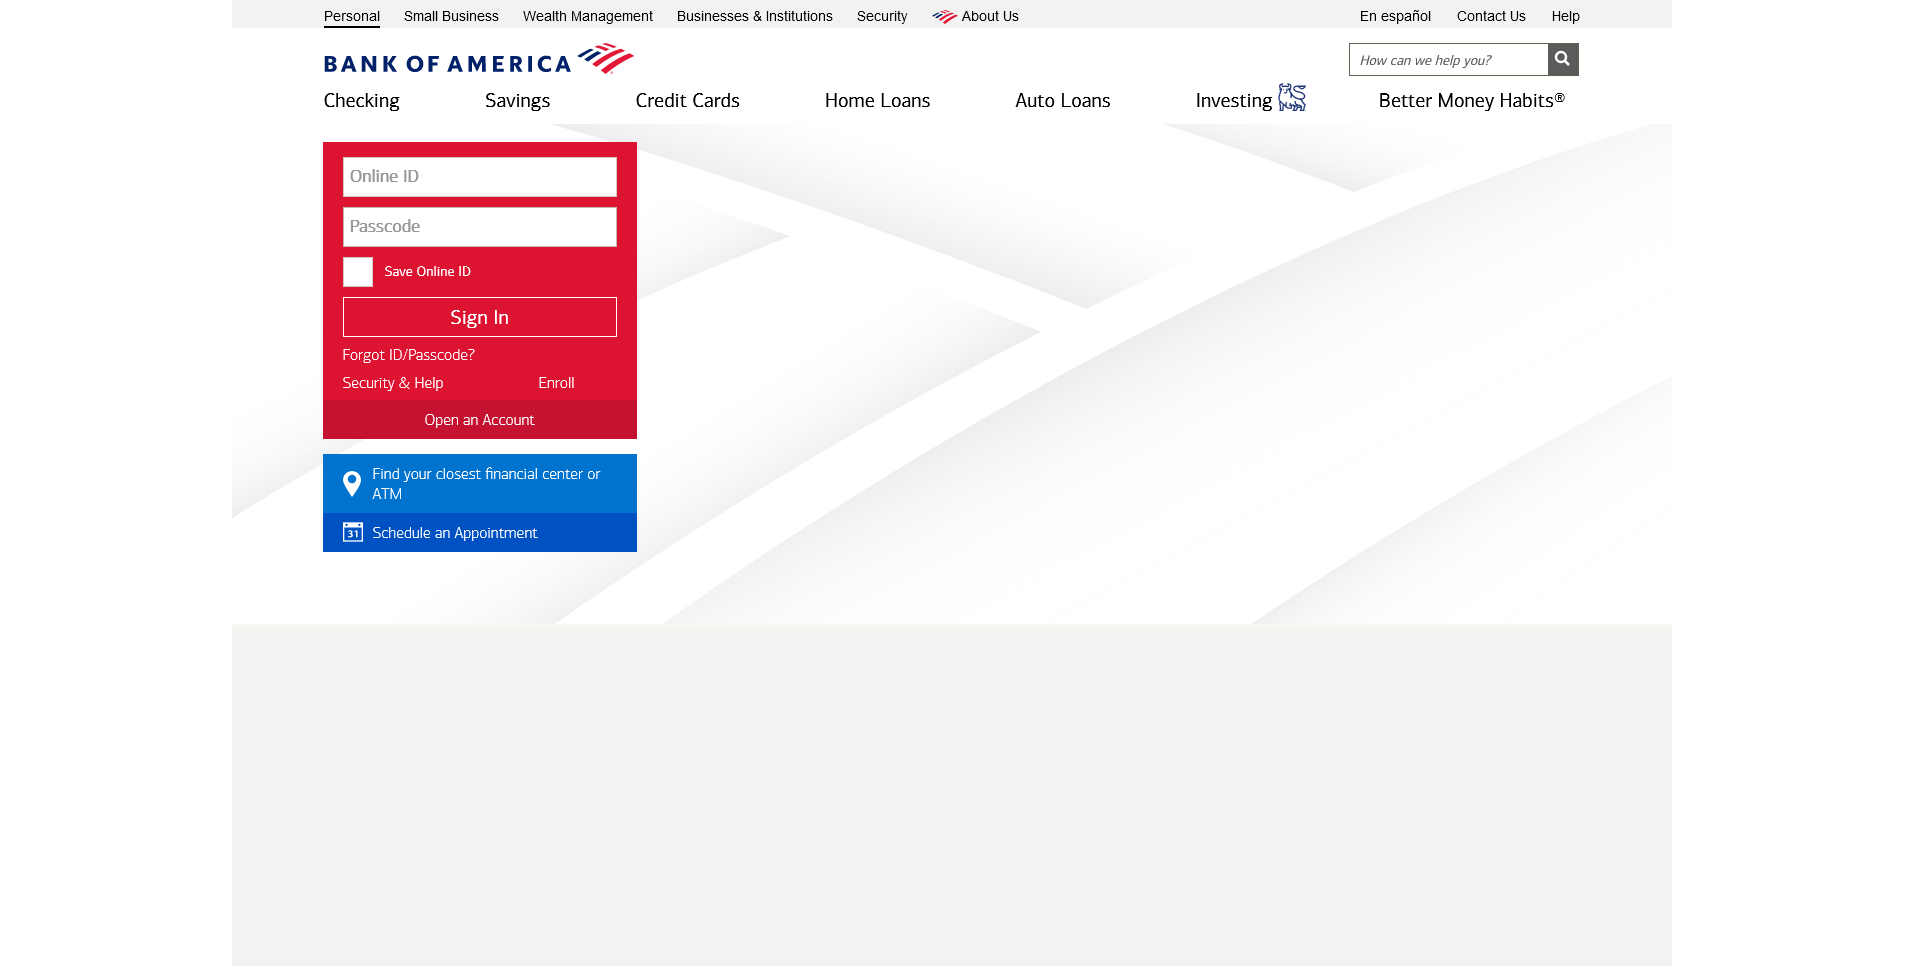 Personal Small Business Wealth Management Businesses & Institutions Security About Us En español Contact Us Help
BANK OF AMERICA
How can we help you?
Checking Savings Credit Cards Home Loans Auto Loans Investing Better Money Habits®
Online ID
Passcode
Save Online ID
Sign In
Forgot ID/Passcode?
Security & Help Enroll
Open an Account
Find your closest financial center or
ATM
31 Schedule an Appointment